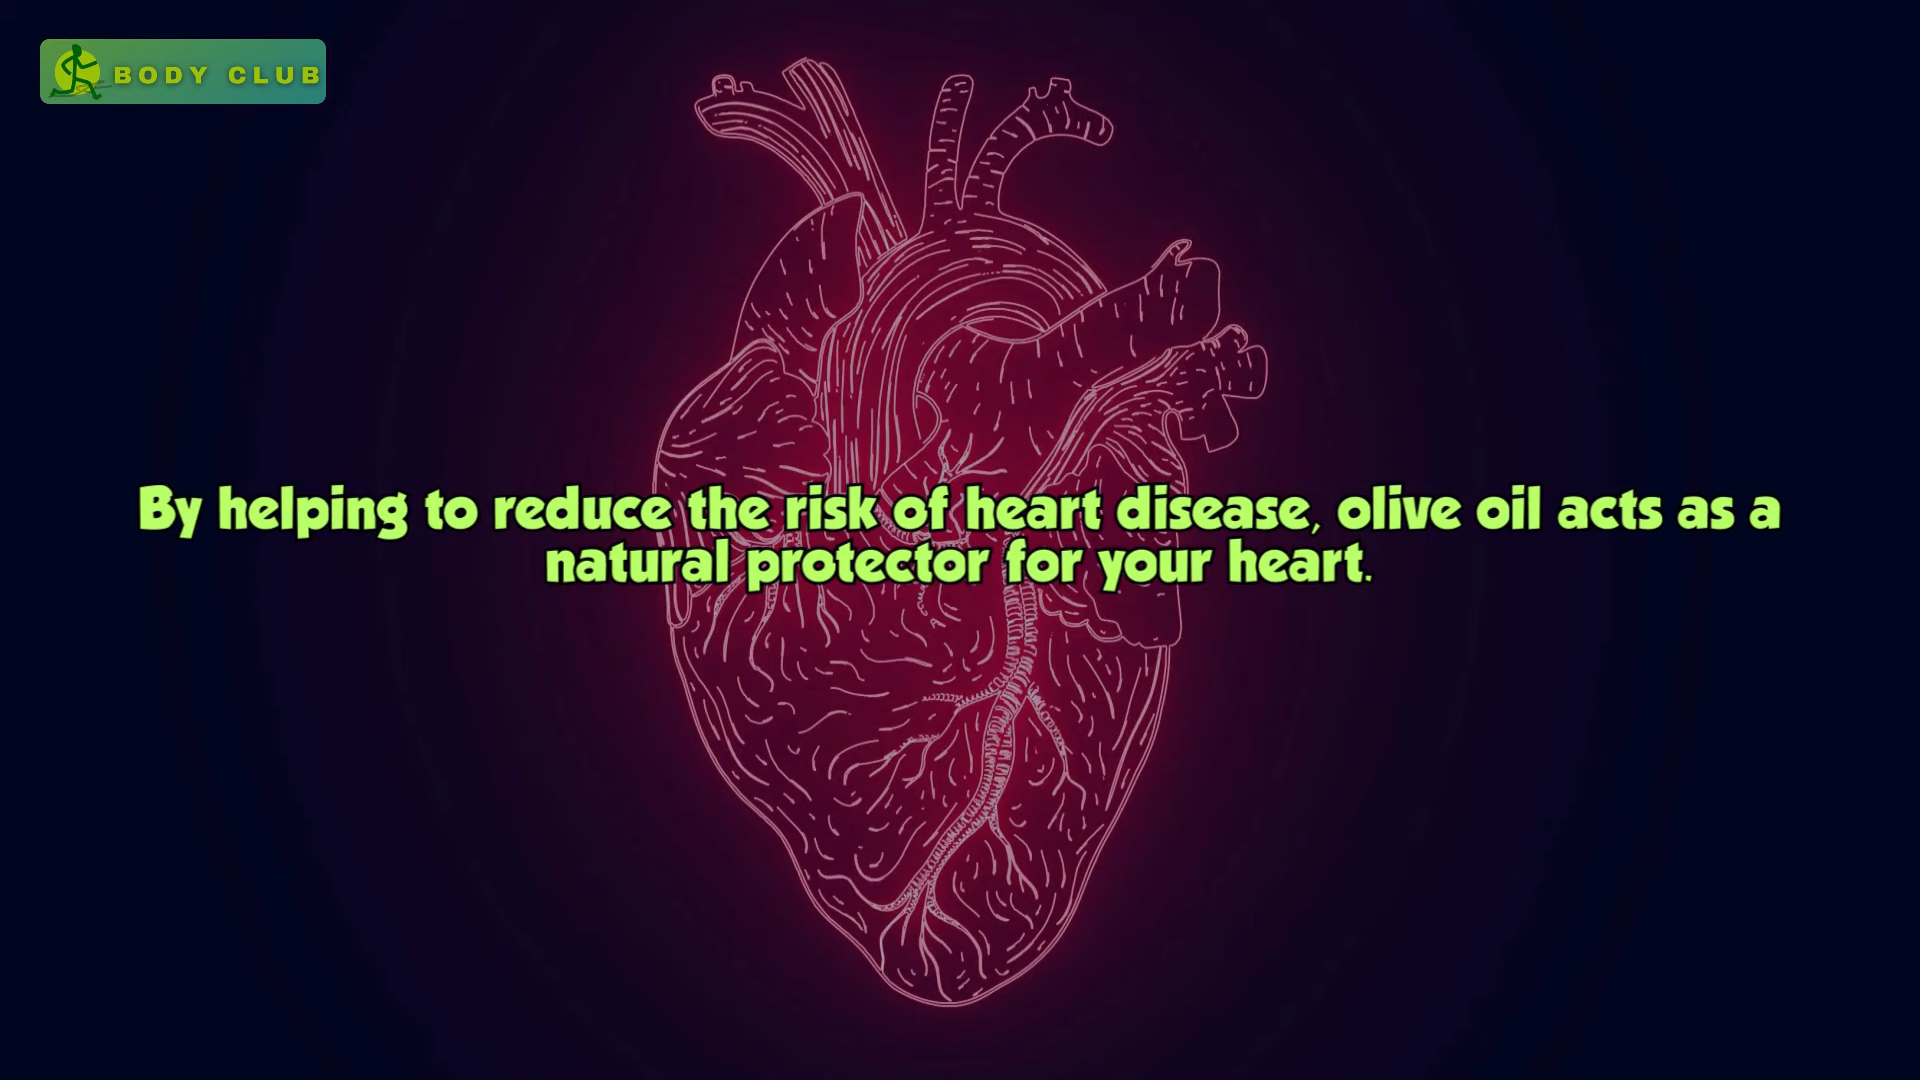 BODY CLUB
By helping to reduce the risk of heart disease, olive oil acts as a
natural protector for your heart.